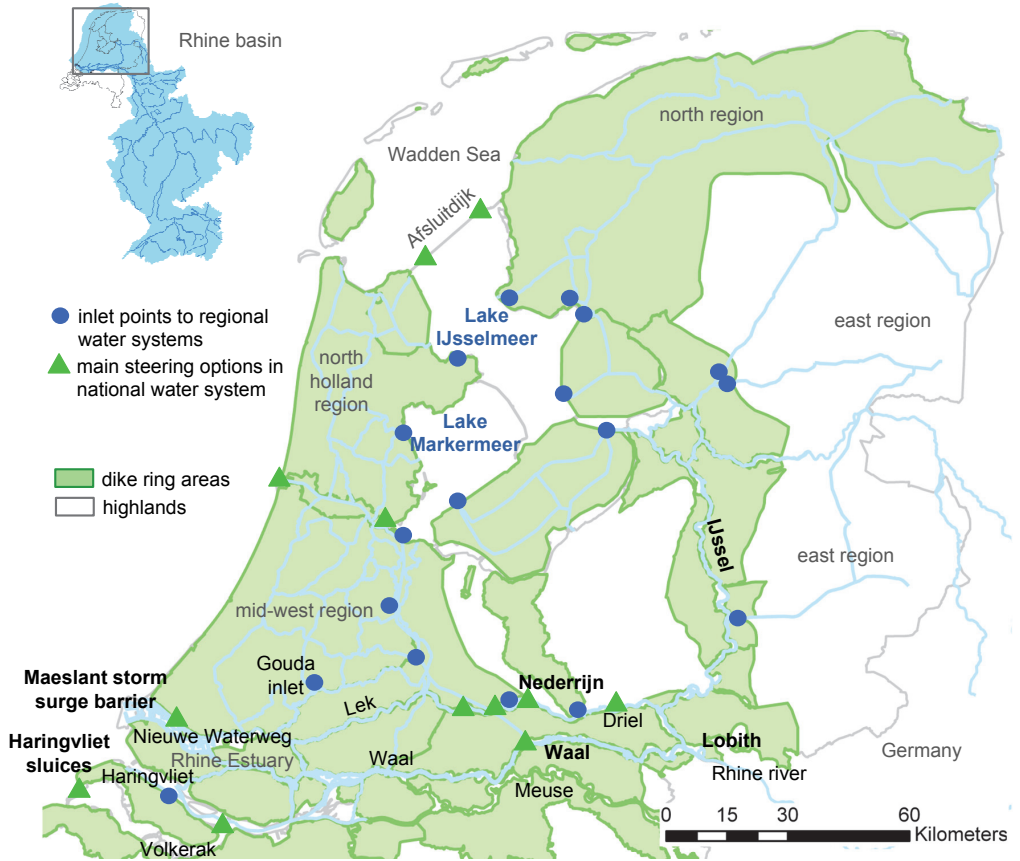 Rhine basin
north region
Wadden Sea
Afsluitdijk
inlet points to regional
water systems
main steering options in
national water system
Lake
IJsselmeer
east region
north
holland
region
Lake
Markermeer
dike ring areas
highlands
IJssel
east region
mid-west region
Gouda
inlet
Maeslant storm
surge barrier
Nederrijn
Lek
Driel
Nieuwe Waterweg
Haringvliet
sluices
Rhine Estuary
Waal
Waal
Lobith
Germany
Haringvliet
Rhine river
Meuse
Volkerak
0 15 30 60
Kilometers